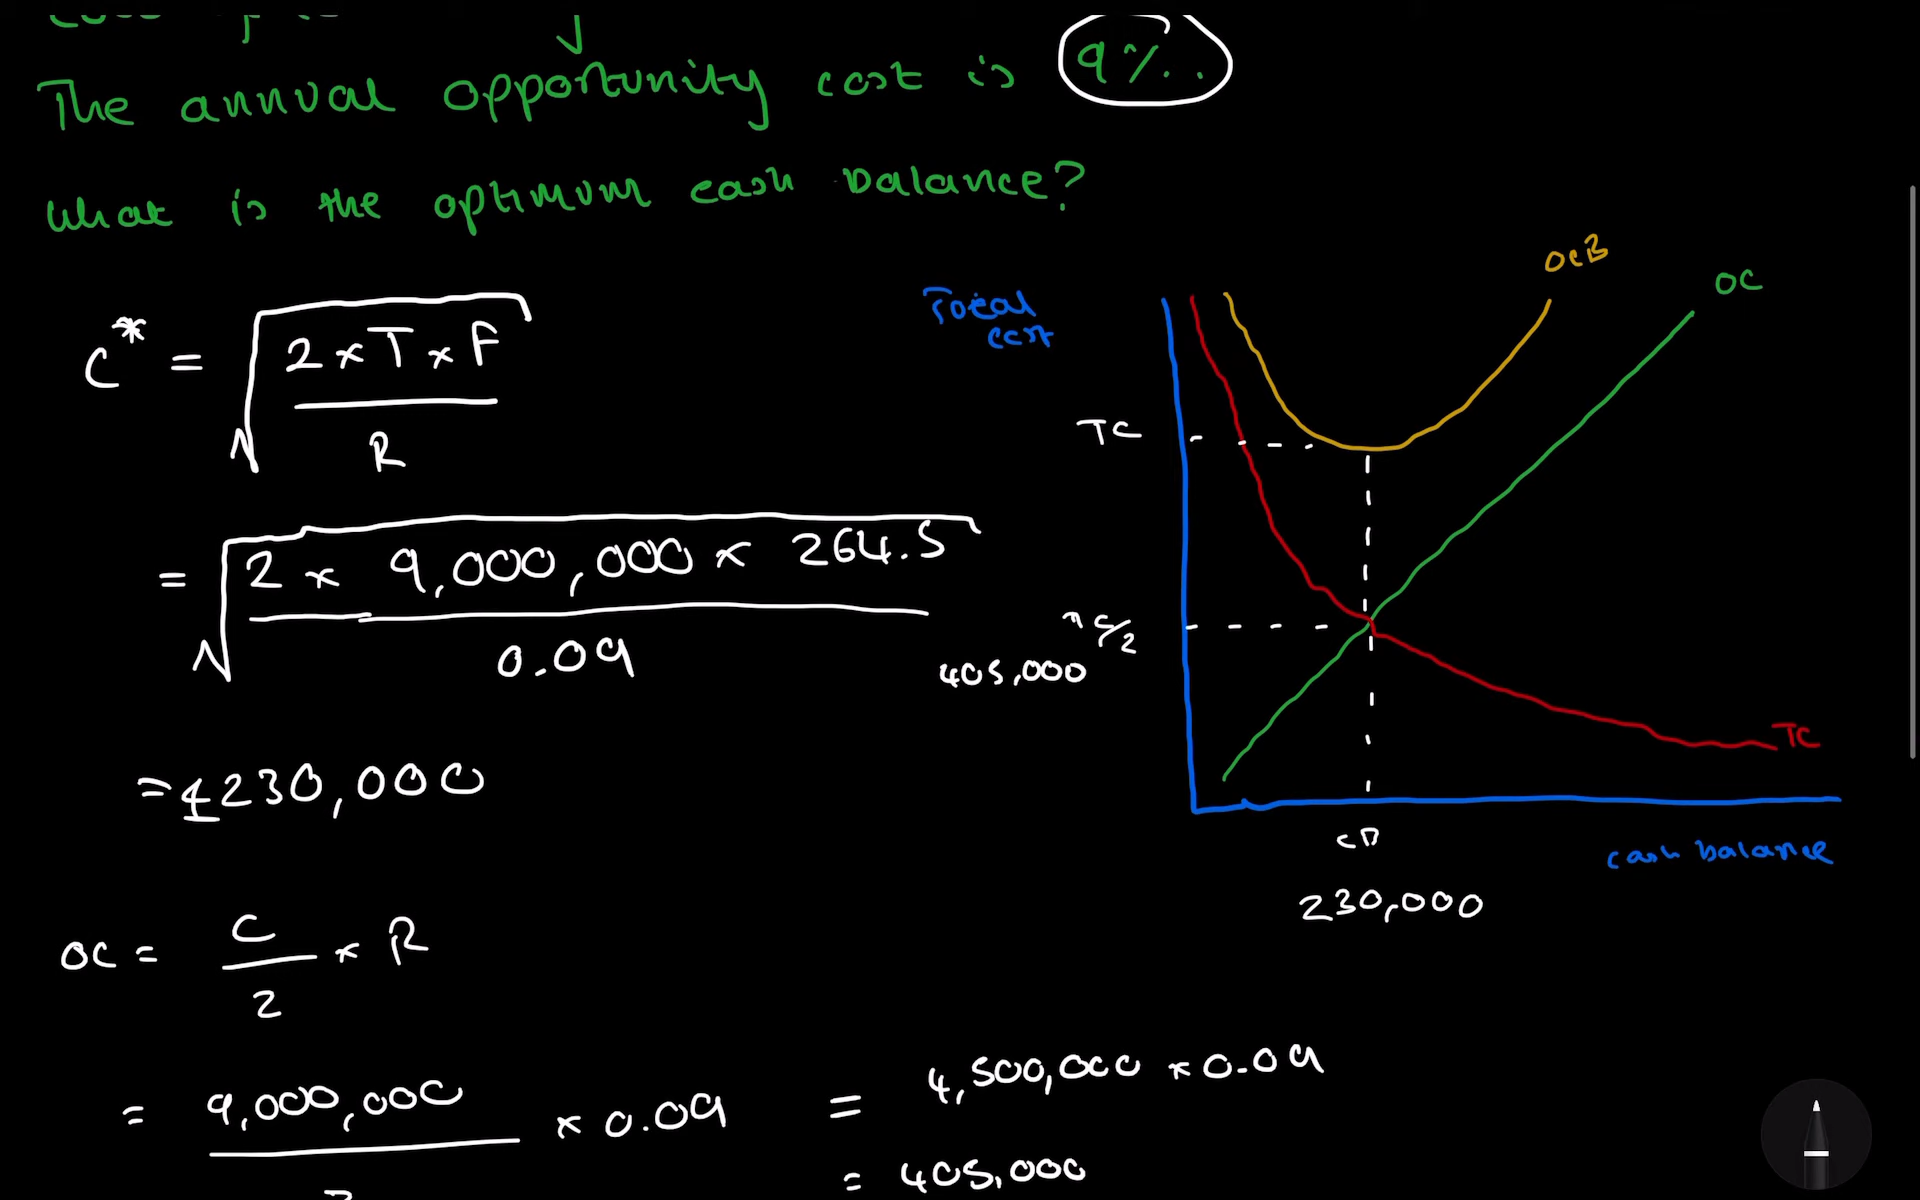 The annual opportunity cost is 9%.
What is the optimum cash balance?
C* = √ 2 × T × F
R
= √ 2 × 9,000,000 × 264.5
0.09
= £230,000
OC = C × R
2
= 9,000,000 × 0.09
= 4,500,000 × 0.09
= 405,000
Total
cost
OCB
OC
TC
TC/2
405,000
TC
CB
cash balance
230,000